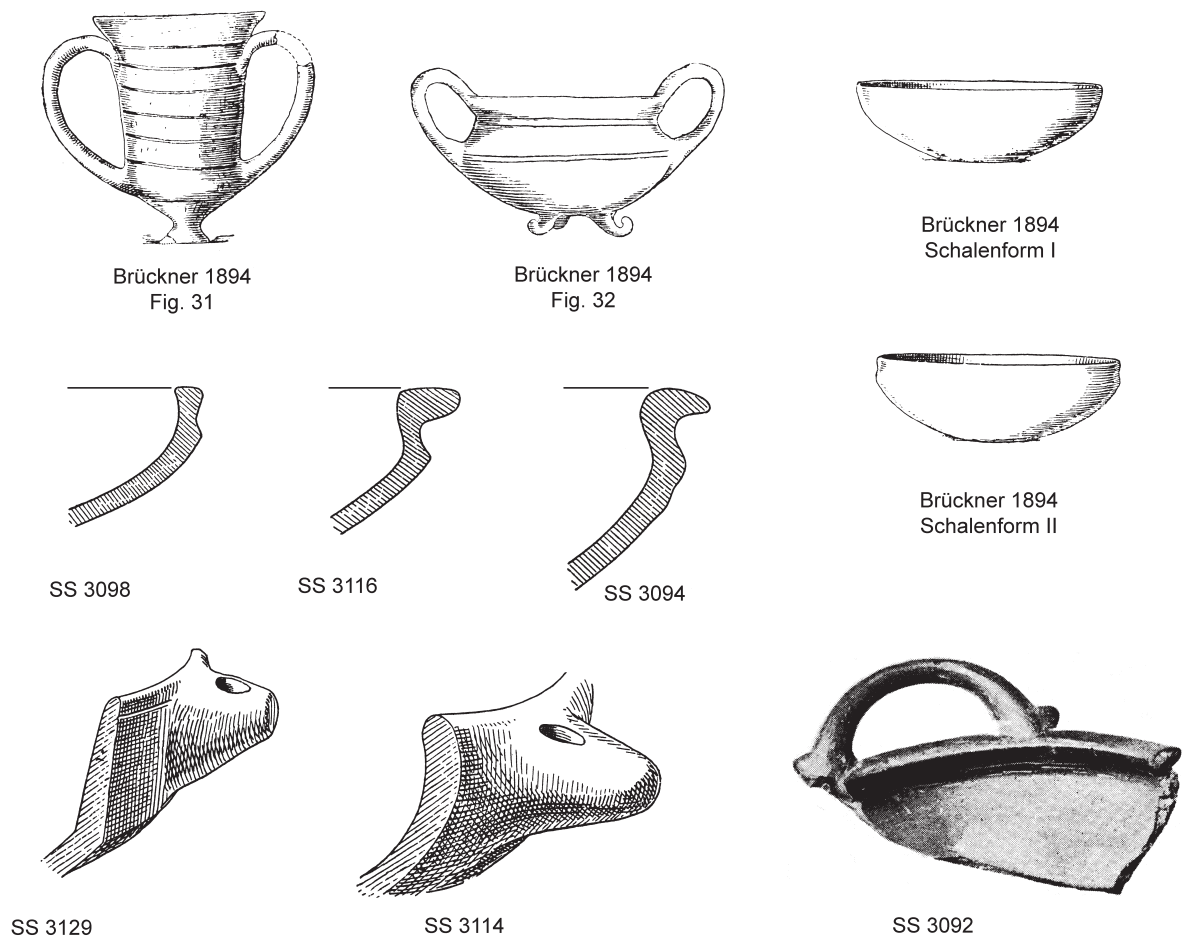 Brückner 1894
Fig. 31
Brückner 1894
Fig. 32
Brückner 1894
Schalenform I
Brückner 1894
Schalenform II
SS 3098
SS 3116
SS 3094
SS 3129
SS 3114
SS 3092